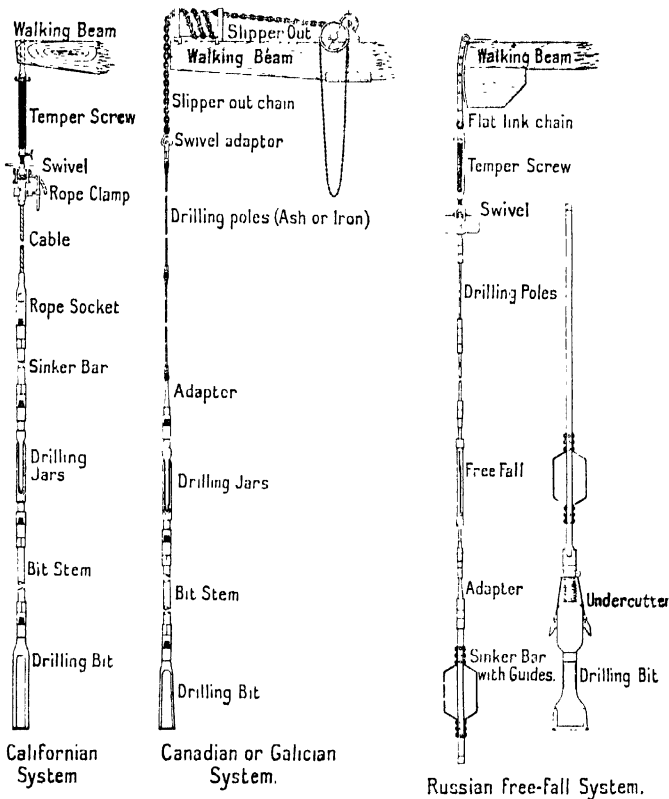 Walking Beam
Temper Screw
Swivel
Rope Clamp
Cable
Rope Socket
Sinker Bar
Drilling
Jars
Bit Stem
Drilling Bit
Californian
System
Slipper Out
Walking Beam
Slipper out chain
Swivel adaptor
Drilling poles (Ash or Iron)
Adapter
Drilling Jars
Bit Stem
Drilling Bit
Canadian or Galician
System.
Walking Beam
Flat link chain
Temper Screw
Swivel
Drilling Poles
Free Fall
Adapter
Sinker Bar
with Guides.
Undercutter
Drilling Bit
Russian Free-Fall System.